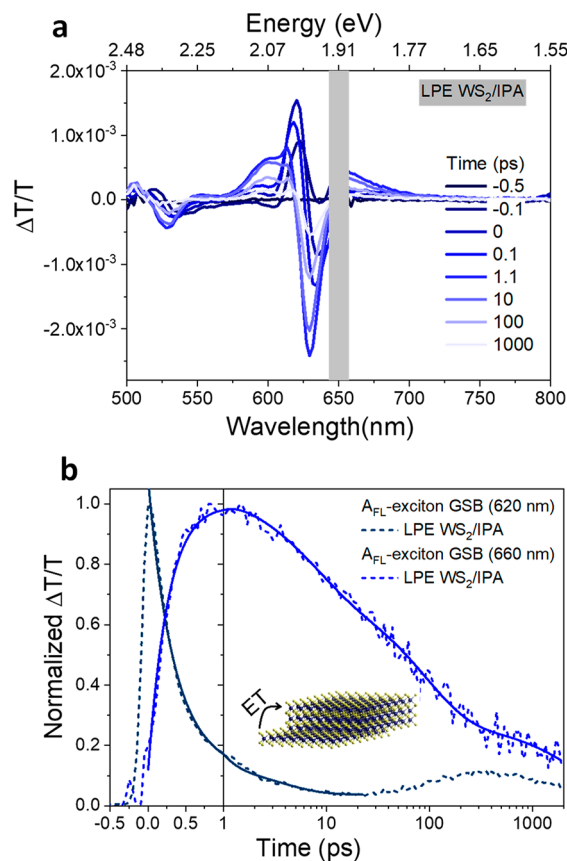 a
Energy (eV)
2.48 2.25 2.07 1.91 1.77 1.65 1.55
LPE WS₂/IPA
2.0x10⁻³
1.0x10⁻³
0.0
-1.0x10⁻³
-2.0x10⁻³
ΔT/T
Time (ps)
-0.5
-0.1
0
0.1
1.1
10
100
1000
500 550 600 650 700 750 800
Wavelength(nm)
b
A_FL-exciton GSB (620 nm)
LPE WS₂/IPA
A_FL-exciton GSB (660 nm)
LPE WS₂/IPA
1.0
0.8
0.6
0.4
0.2
0.0
Normalized ΔT/T
ET
-0.5 0.0 0.5 1 10 100 1000
Time (ps)